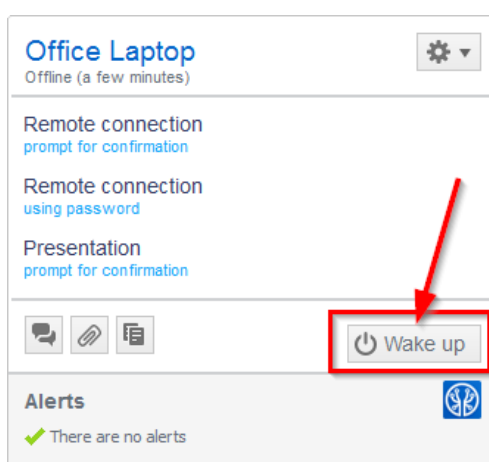 Office Laptop
Offline (a few minutes)
Remote connection
prompt for confirmation
Remote connection
using password
Presentation
prompt for confirmation
Wake up
Alerts
There are no alerts